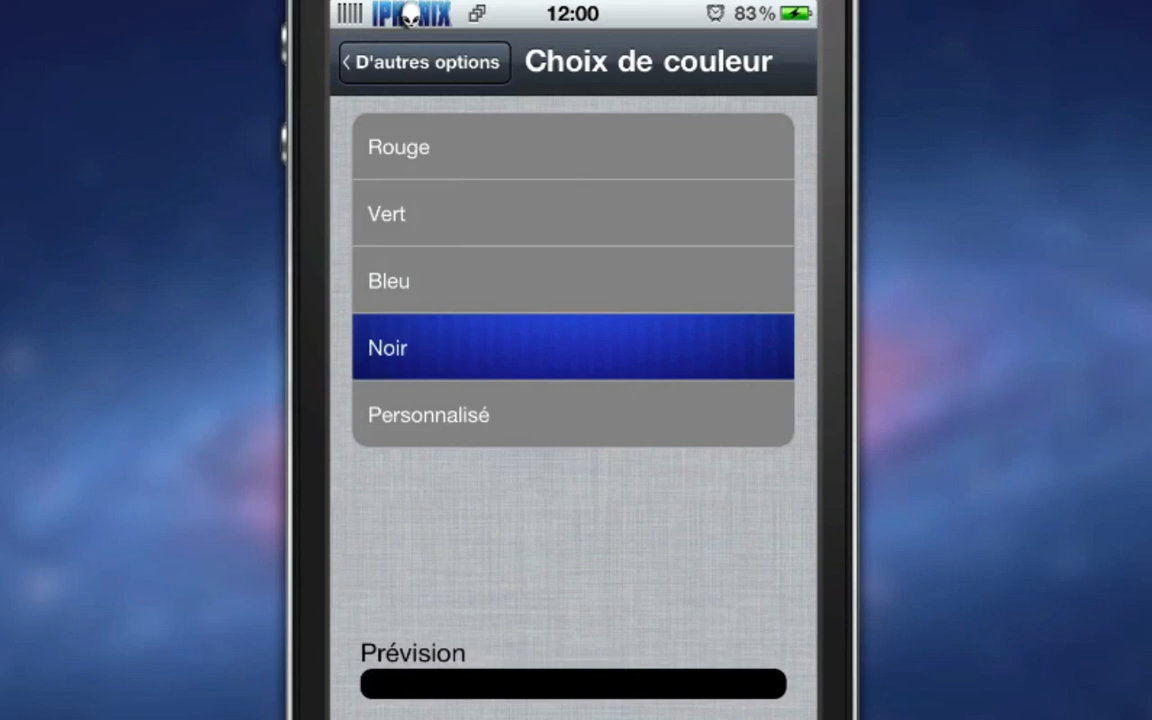 IPHONIX 12:00 83%
D'autres options Choix de couleur
Rouge
Vert
Bleu
Noir
Personnalisé
Prévision